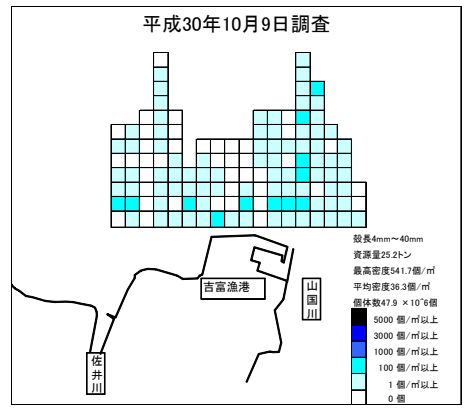 平成30年10月9日調査
殻長4mm～40mm
資源量25.2トン
最高密度541.7個/㎡
平均密度36.3個/㎡
個体数47.9 ×10^6個
5000 個/㎡以上
3000 個/㎡以上
1000 個/㎡以上
100 個/㎡以上
1 個/㎡以上
0 個
吉富漁港
山国川
佐井川